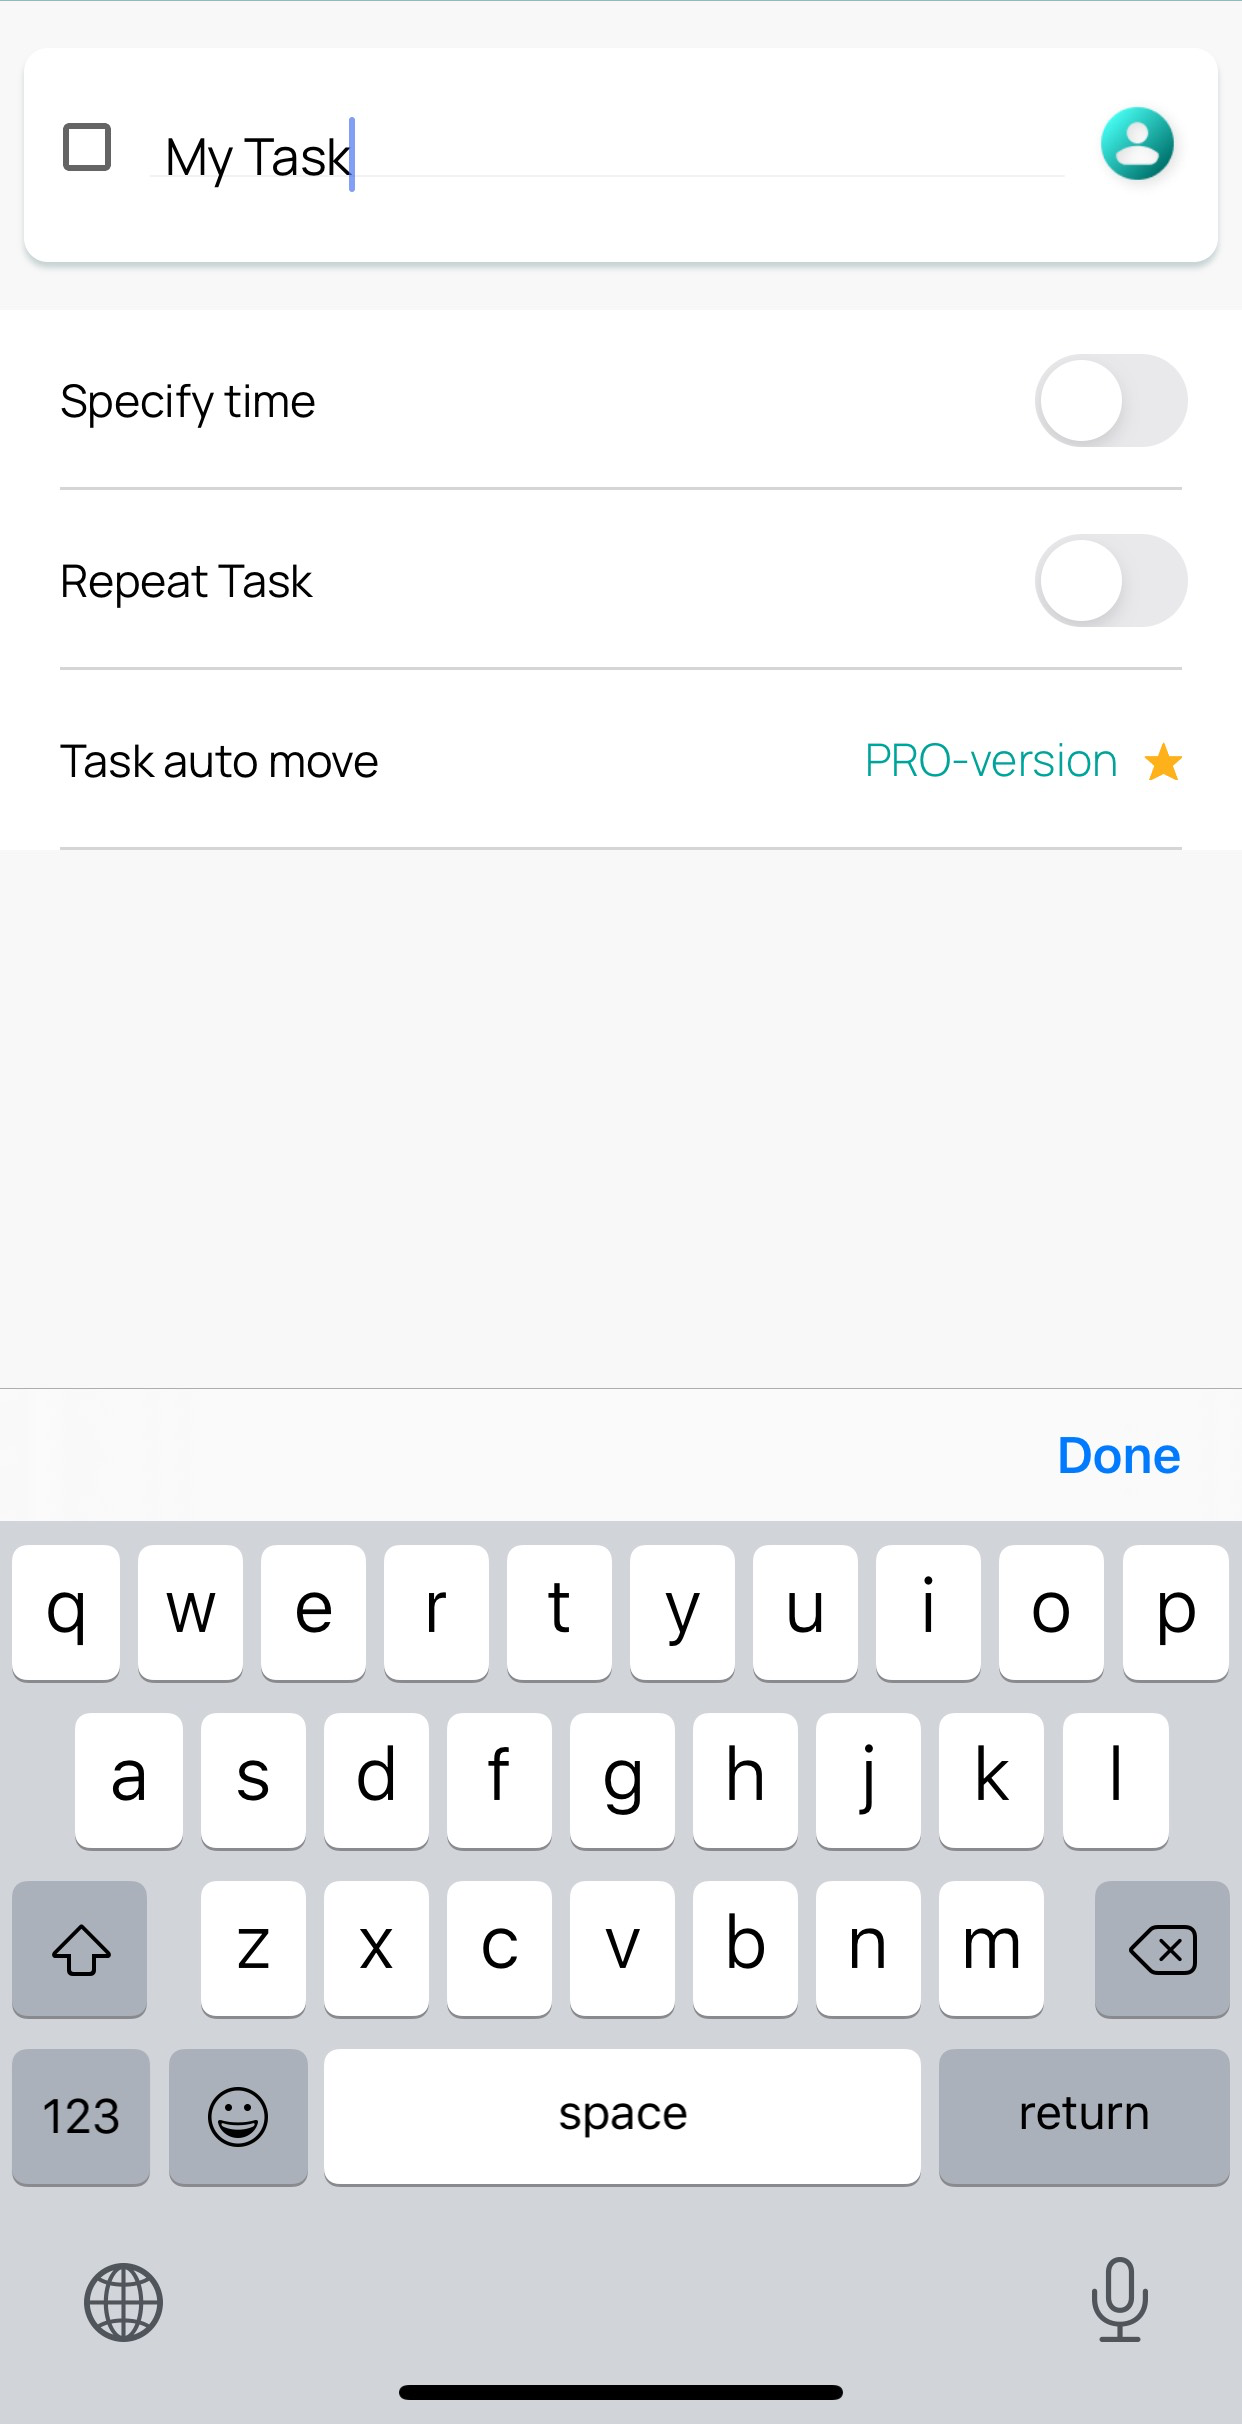 My Task
Specify time
Repeat Task
Task auto move PRO-version
Done
q w e r t y u i o p
a s d f g h j k l
z x c v b n m
123 space return